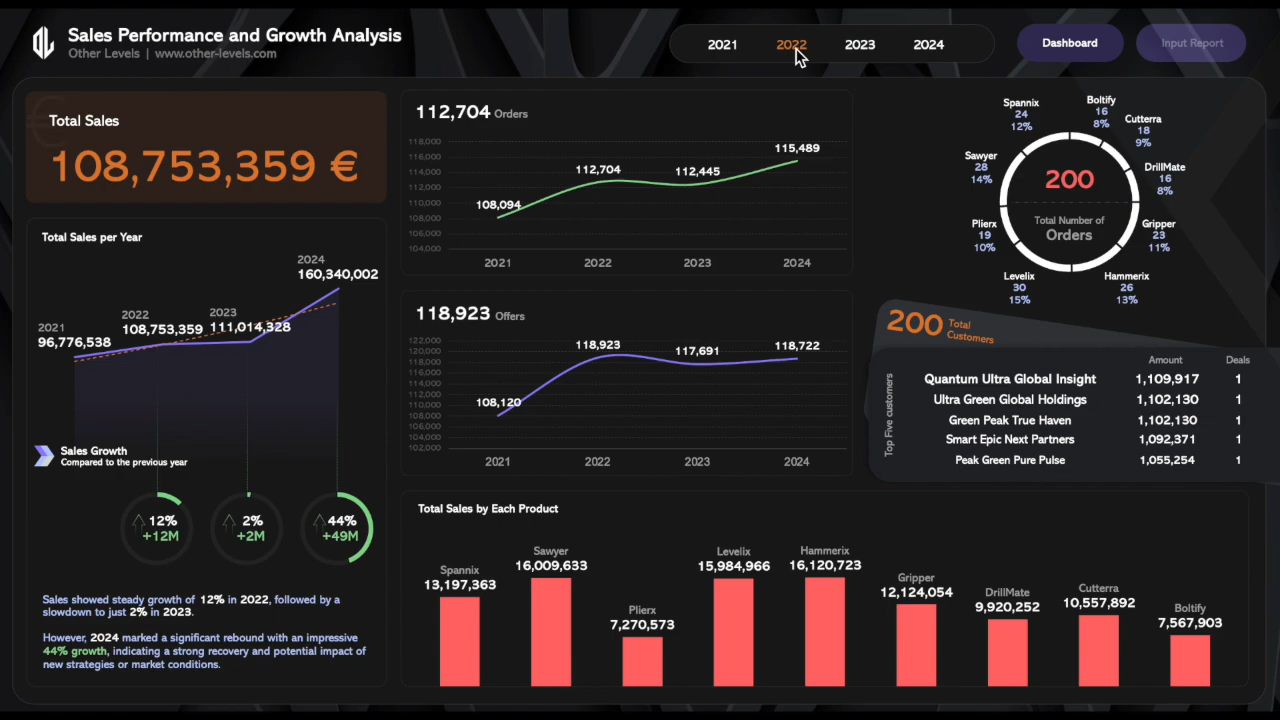 Sales Performance and Growth Analysis
Other Levels | www.other-levels.com
2021 2022 2023 2024
Dashboard
Input Report
Total Sales
108,753,359 €
Total Sales per Year
2021
96,776,538
2022
108,753,359
2023
111,014,328
2024
160,340,002
Sales Growth
Compared to the previous year
12%
+12M
2%
+2M
44%
+49M
Sales showed steady growth of 12% in 2022, followed by a
slowdown to just 2% in 2023.
However, 2024 marked a significant rebound with an impressive
44% growth, indicating a strong recovery and potential impact of
new strategies or market conditions.
112,704 Orders
118,000
116,000
114,000
112,000
110,000
108,000
106,000
104,000
108,094
112,704
112,445
115,489
2021 2022 2023 2024
118,923 Offers
122,000
120,000
118,000
116,000
114,000
112,000
110,000
108,000
106,000
104,000
102,000
108,120
118,923
117,691
118,722
2021 2022 2023 2024
Spannix
24
12%
Boltify
16
8%
Cutterra
18
9%
DrillMate
16
8%
Gripper
23
11%
Hammerix
26
13%
Levelix
30
15%
Plierx
19
10%
Sawyer
28
14%
200
Total Number of
Orders
200 Total
Customers
Top Five customers
Amount Deals
Quantum Ultra Global Insight 1,109,917 1
Ultra Green Global Holdings 1,102,130 1
Green Peak True Haven 1,102,130 1
Smart Epic Next Partners 1,092,371 1
Peak Green Pure Pulse 1,055,254 1
Total Sales by Each Product
Spannix
13,197,363
Sawyer
16,009,633
Plierx
7,270,573
Levelix
15,984,966
Hammerix
16,120,723
Gripper
12,124,054
DrillMate
9,920,252
Cutterra
10,557,892
Boltify
7,567,903